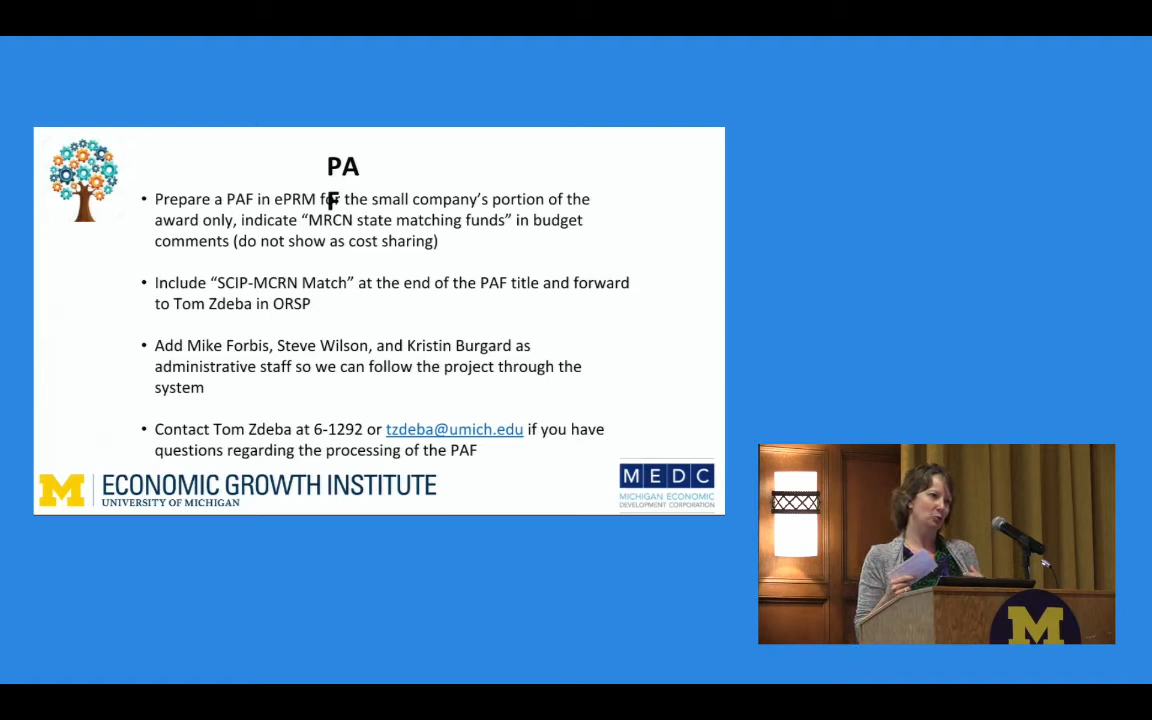 PA
F
• Prepare a PAF in ePRM for the small company's portion of the
award only, indicate “MRCN state matching funds” in budget
comments (do not show as cost sharing)
• Include “SCIP-MCRN Match” at the end of the PAF title and forward
to Tom Zdeba in ORSP
• Add Mike Forbis, Steve Wilson, and Kristin Burgard as
administrative staff so we can follow the project through the
system
• Contact Tom Zdeba at 6-1292 or tzdeba@umich.edu if you have
questions regarding the processing of the PAF
M ECONOMIC GROWTH INSTITUTE
UNIVERSITY OF MICHIGAN
MEDC
MICHIGAN ECONOMIC
DEVELOPMENT CORPORATION
M